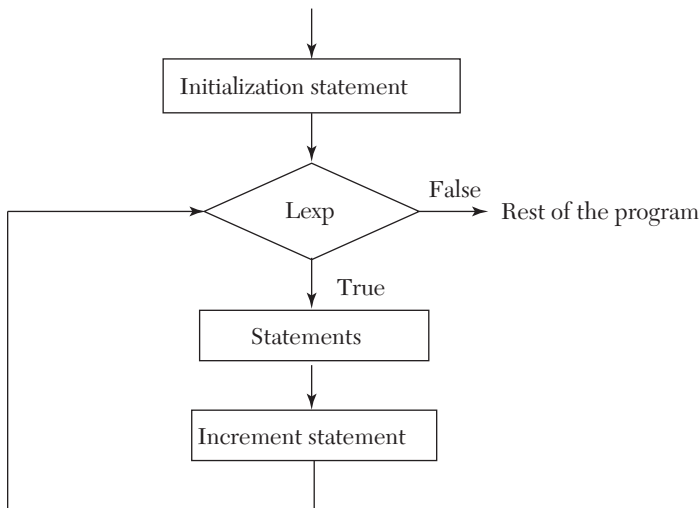 Initialization statement
Lexp
False
Rest of the program
True
Statements
Increment statement